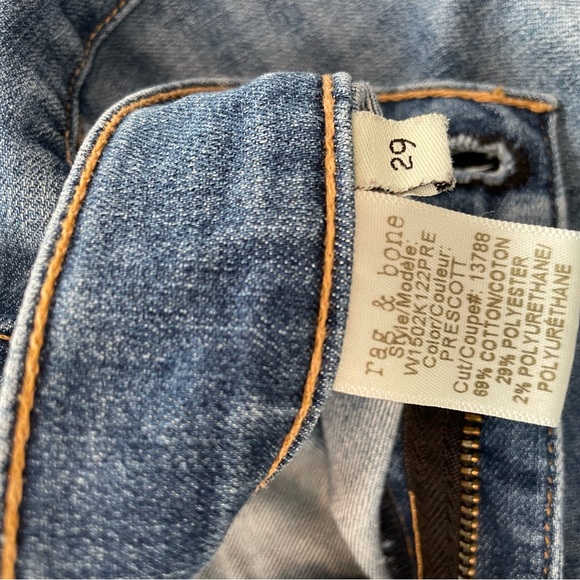 29
rag & bone
Style/Modèle:
W1502K122PRE
Color/Couleur:
PRESCOTT
Cut/Coupe# 13788
69% COTTON/COTON
29% POLYESTER
2% POLYURETHANE/
POLYURÉTHANE